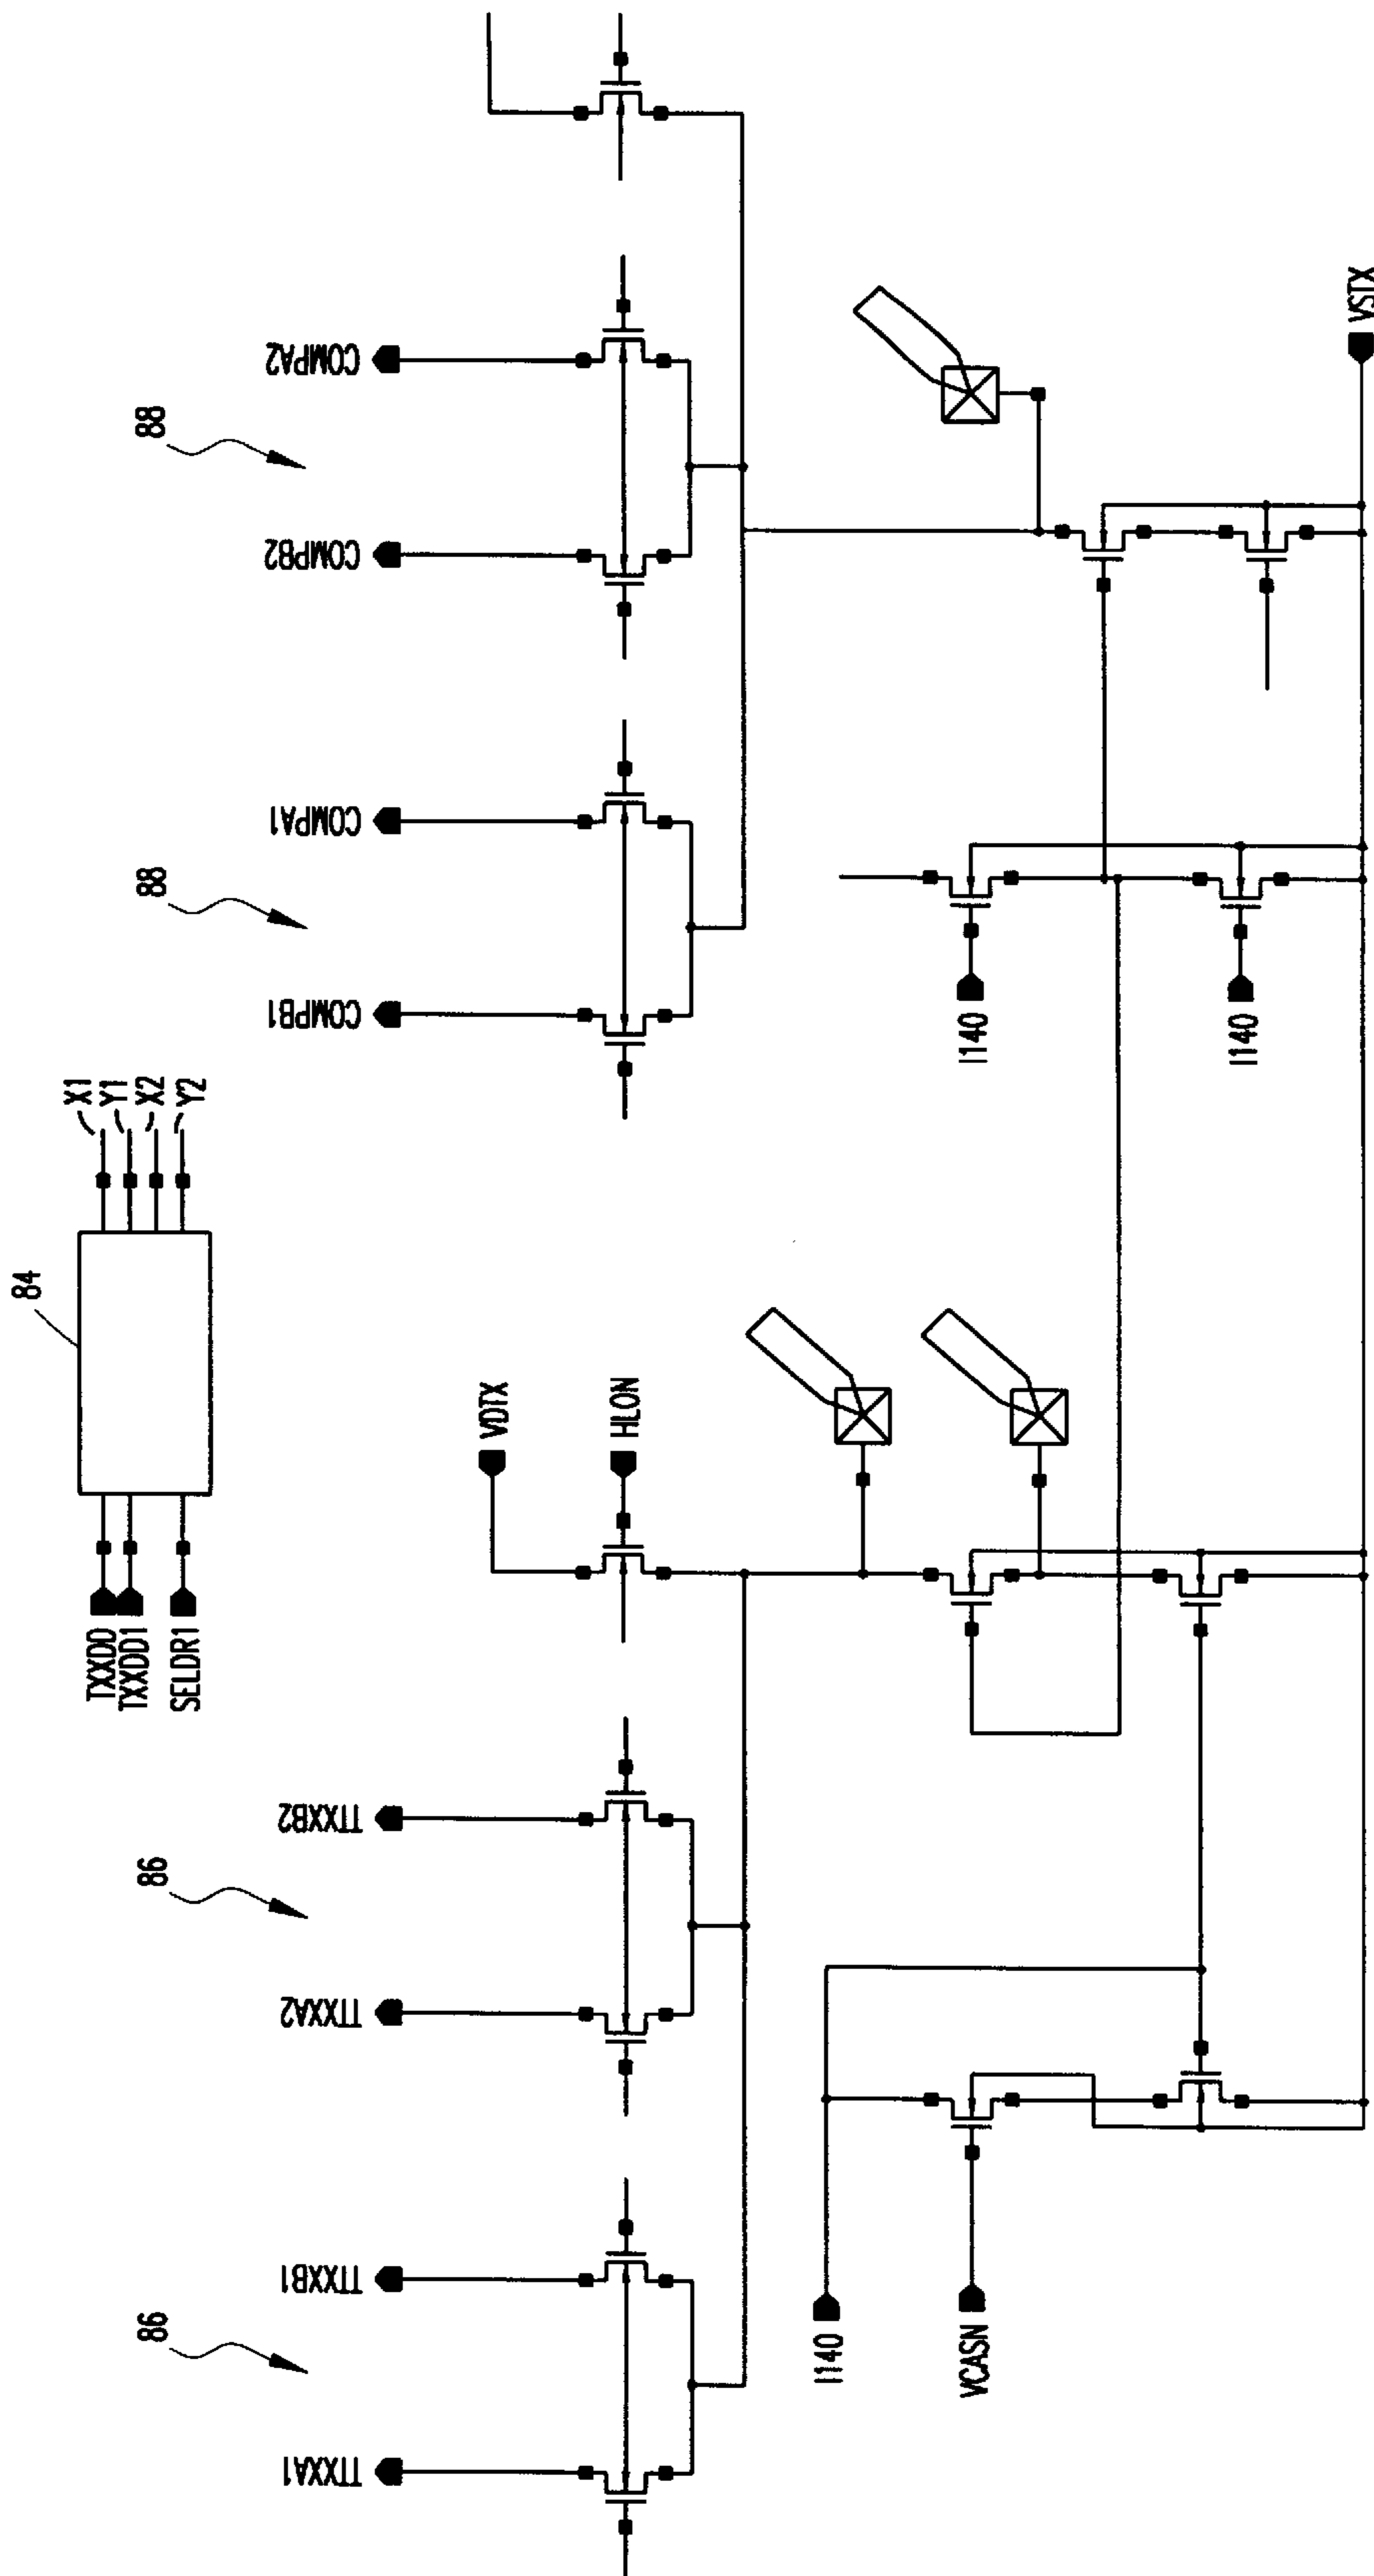 84
TXXD0
TXXDD1
SELDR1
X1
Y1
X2
Y2
86
86
88
88
TTXXA1
TTXXB1
TTXXA2
TTXXB2
VDTX
HLON
COMPB1
COMPA1
COMPB2
COMPA2
I140
VCASN
I140
I140
VSTX